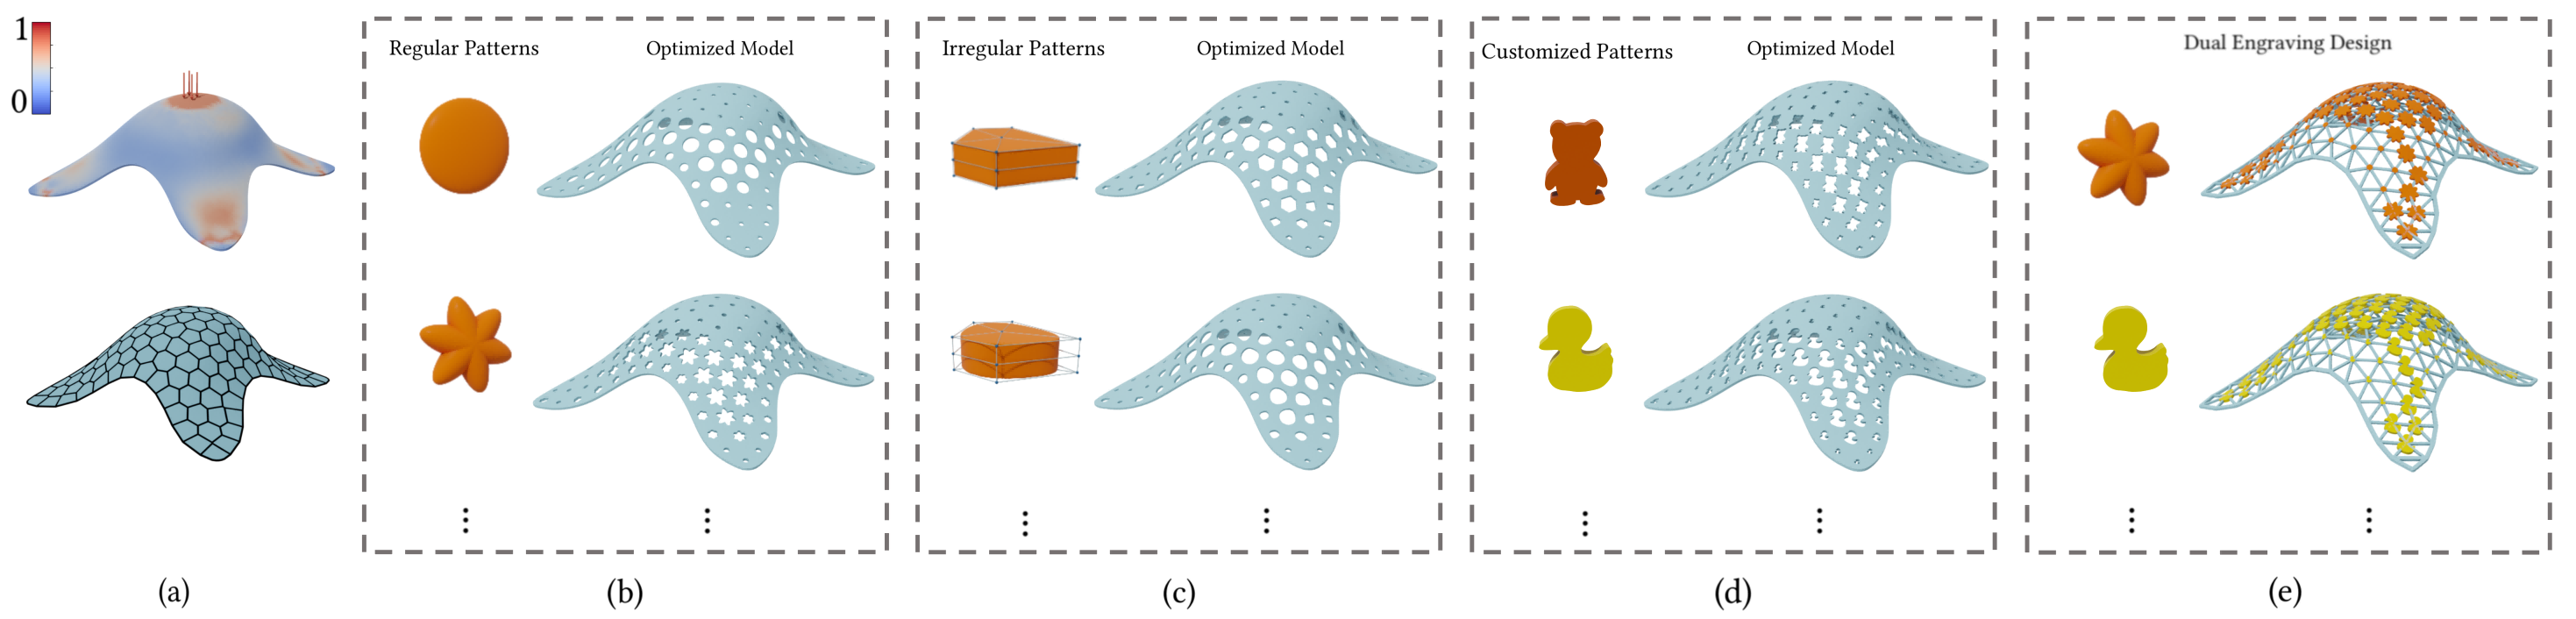 1
0
Regular Patterns
Optimized Model
Irregular Patterns
Optimized Model
Customized Patterns
Optimized Model
Dual Engraving Design
(a)
(b)
(c)
(d)
(e)